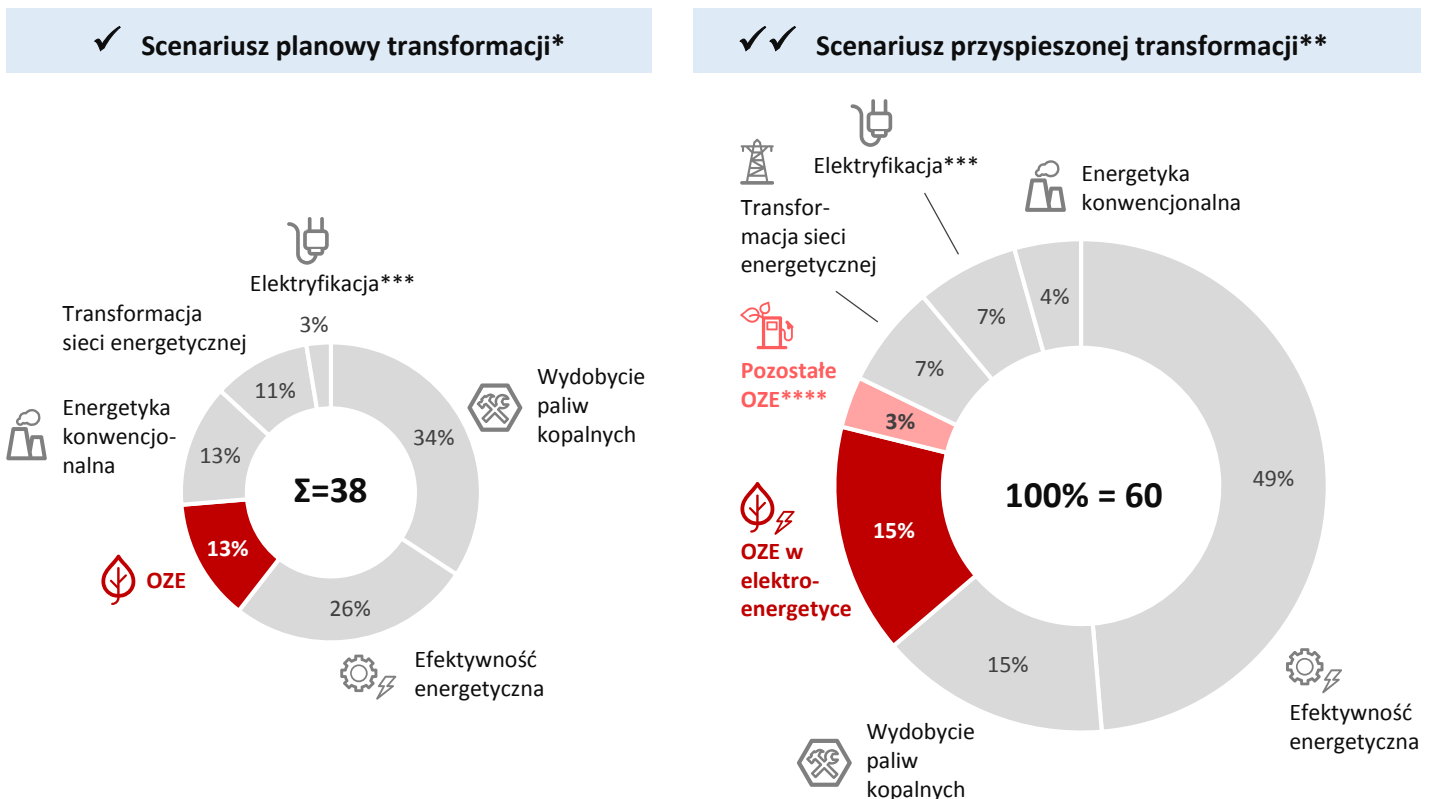 ✓ Scenariusz planowy transformacji*
Elektryfikacja***
3%
Transformacja
sieci energetycznej
11%
Energetyka
konwencjo-
nalna
13%
Wydobycie
paliw
kopalnych
34%
Σ=38
13%
OZE
26%
Efektywność
energetyczna
✓✓ Scenariusz przyspieszonej transformacji**
Elektryfikacja***
7%
Energetyka
konwencjonalna
4%
Transfor-
macja sieci
energetycznej
7%
Pozostałe
OZE****
3%
49%
100% = 60
15%
OZE w
elektro-
energetyce
15%
Efektywność
energetyczna
Wydobycie
paliw
kopalnych